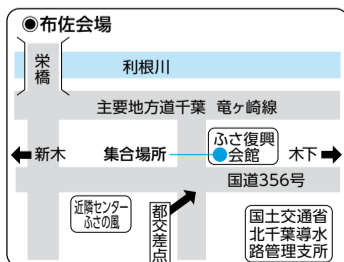 ◉布佐会場
栄橋
利根川
主要地方道千葉 竜ヶ崎線
ふさ復興
会館
新木
集合場所
木下
国道356号
近隣センター
ふさの風
都交差点
国土交通省
北千葉導水
路管理支所